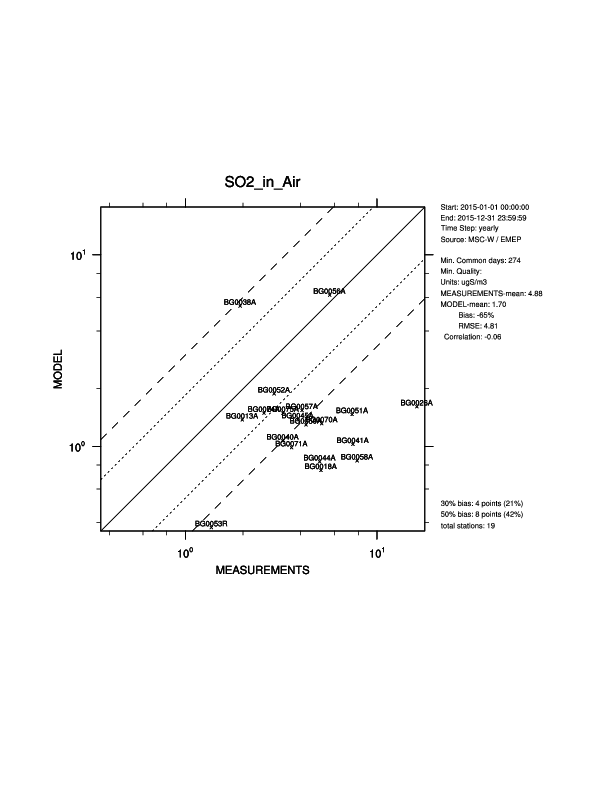 SO2_in_Air
Start: 2015-01-01 00:00:00
End: 2015-12-31 23:59:59
Time Step: yearly
Source: MSC-W / EMEP
Min. Common days: 274
Min. Quality:
Units: ugS/m3
MEASUREMENTS-mean: 4.88
MODEL-mean: 1.70
Bias: -65%
RMSE: 4.81
Correlation: -0.06
30% bias: 4 points (21%)
50% bias: 8 points (42%)
total stations: 19
MODEL
10¹
10⁰
BG0056A
BG0038A
BG0052A
BG0057A
BG0026A
BG0051A
BG0013A
BG0070A
BG0040A
BG0071A
BG0041A
BG0044A
BG0058A
BG0018A
BG0053R
10⁰
10¹
MEASUREMENTS